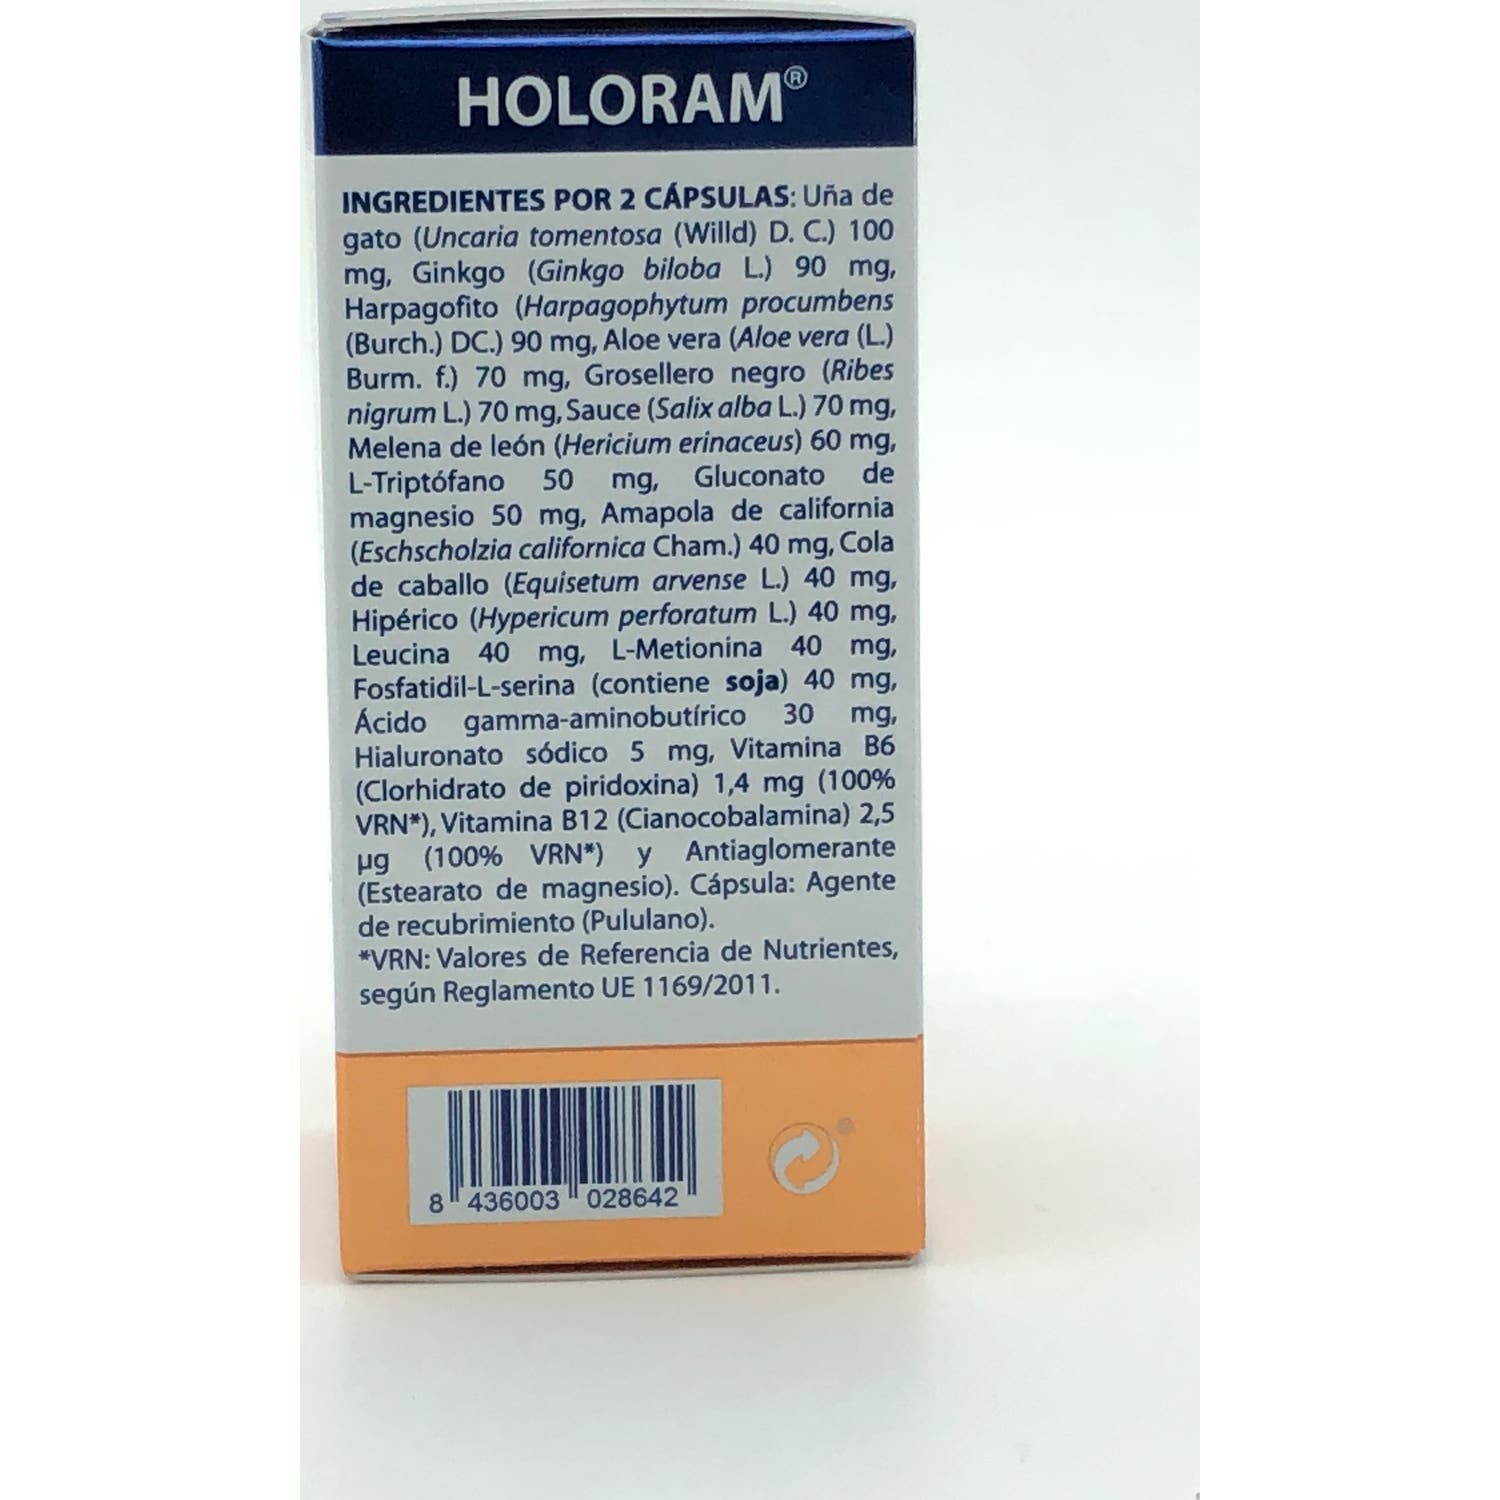 HOLORAM®
INGREDIENTES POR 2 CÁPSULAS: Uña de
gato (Uncaria tomentosa (Willd) D. C.) 100
mg, Ginkgo (Ginkgo biloba L.) 90 mg,
Harpagofito (Harpagophytum procumbens
(Burch.) DC.) 90 mg, Aloe vera (Aloe vera (L.)
Burm. f.) 70 mg, Grosellero negro (Ribes
nigrum L.) 70 mg, Sauce (Salix alba L.) 70 mg,
Melena de león (Hericium erinaceus) 60 mg,
L-Triptófano 50 mg, Gluconato de
magnesio 50 mg, Amapola de california
(Eschscholzia californica Cham.) 40 mg, Cola
de caballo (Equisetum arvense L.) 40 mg,
Hipérico (Hypericum perforatum L.) 40 mg,
Leucina 40 mg, L-Metionina 40 mg,
Fosfatidil-L-serina (contiene soja) 40 mg,
Ácido gamma-aminobutírico 30 mg,
Hialuronato sódico 5 mg, Vitamina B6
(Clorhidrato de piridoxina) 1,4 mg (100%
VRN*), Vitamina B12 (Cianocobalamina) 2,5
µg (100% VRN*) y Antiaglomerante
(Estearato de magnesio). Cápsula: Agente
de recubrimiento (Pululano).
*VRN: Valores de Referencia de Nutrientes,
según Reglamento UE 1169/2011.
8 436003 028642